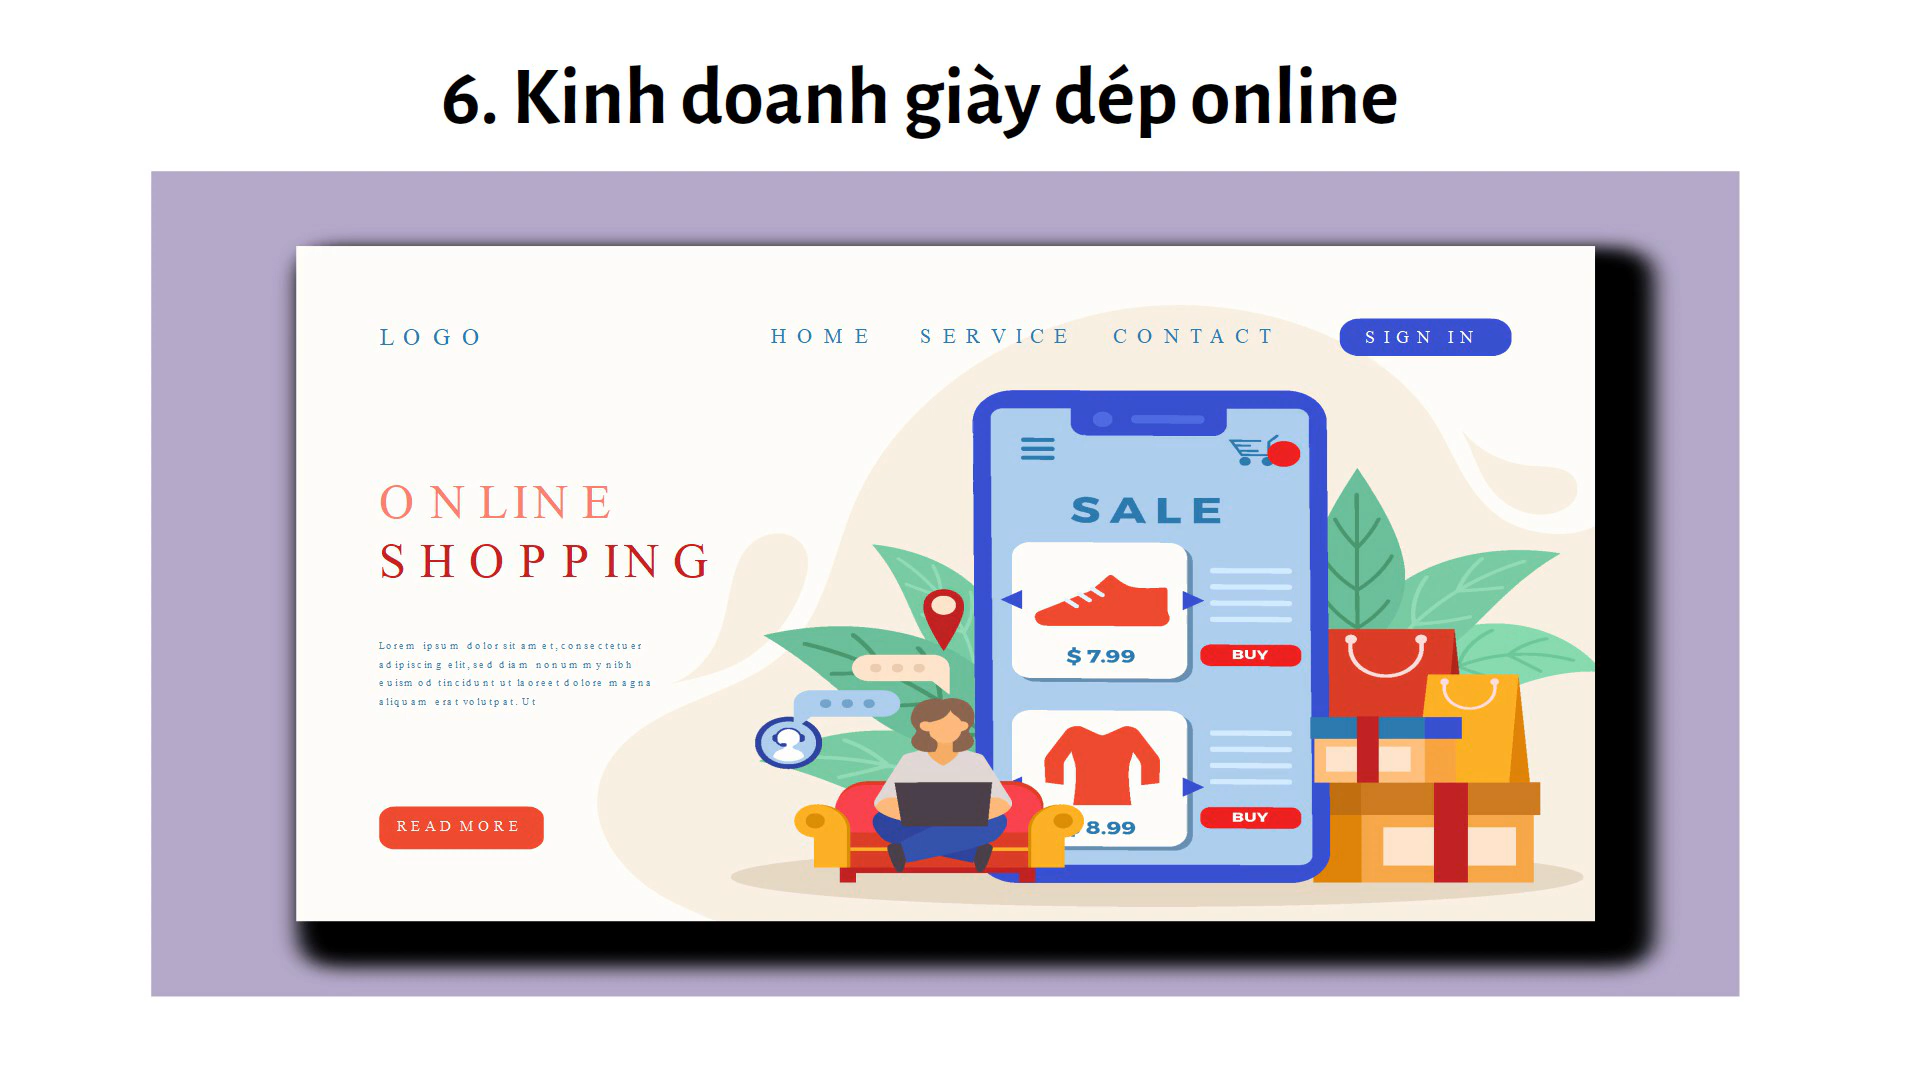 6. Kinh doanh giày dép online
LOGO HOME SERVICE CONTACT SIGN IN
SALE
ONLINE
SHOPPING
$ 7.99 BUY
Lorem ipsum dolor sit amet, consectetuer
adipiscing elit, sed diam nonummy nibh
euismod tincidunt ut laoreet dolore magna
aliquam erat volutpat. Ut
8.99 BUY
READ MORE